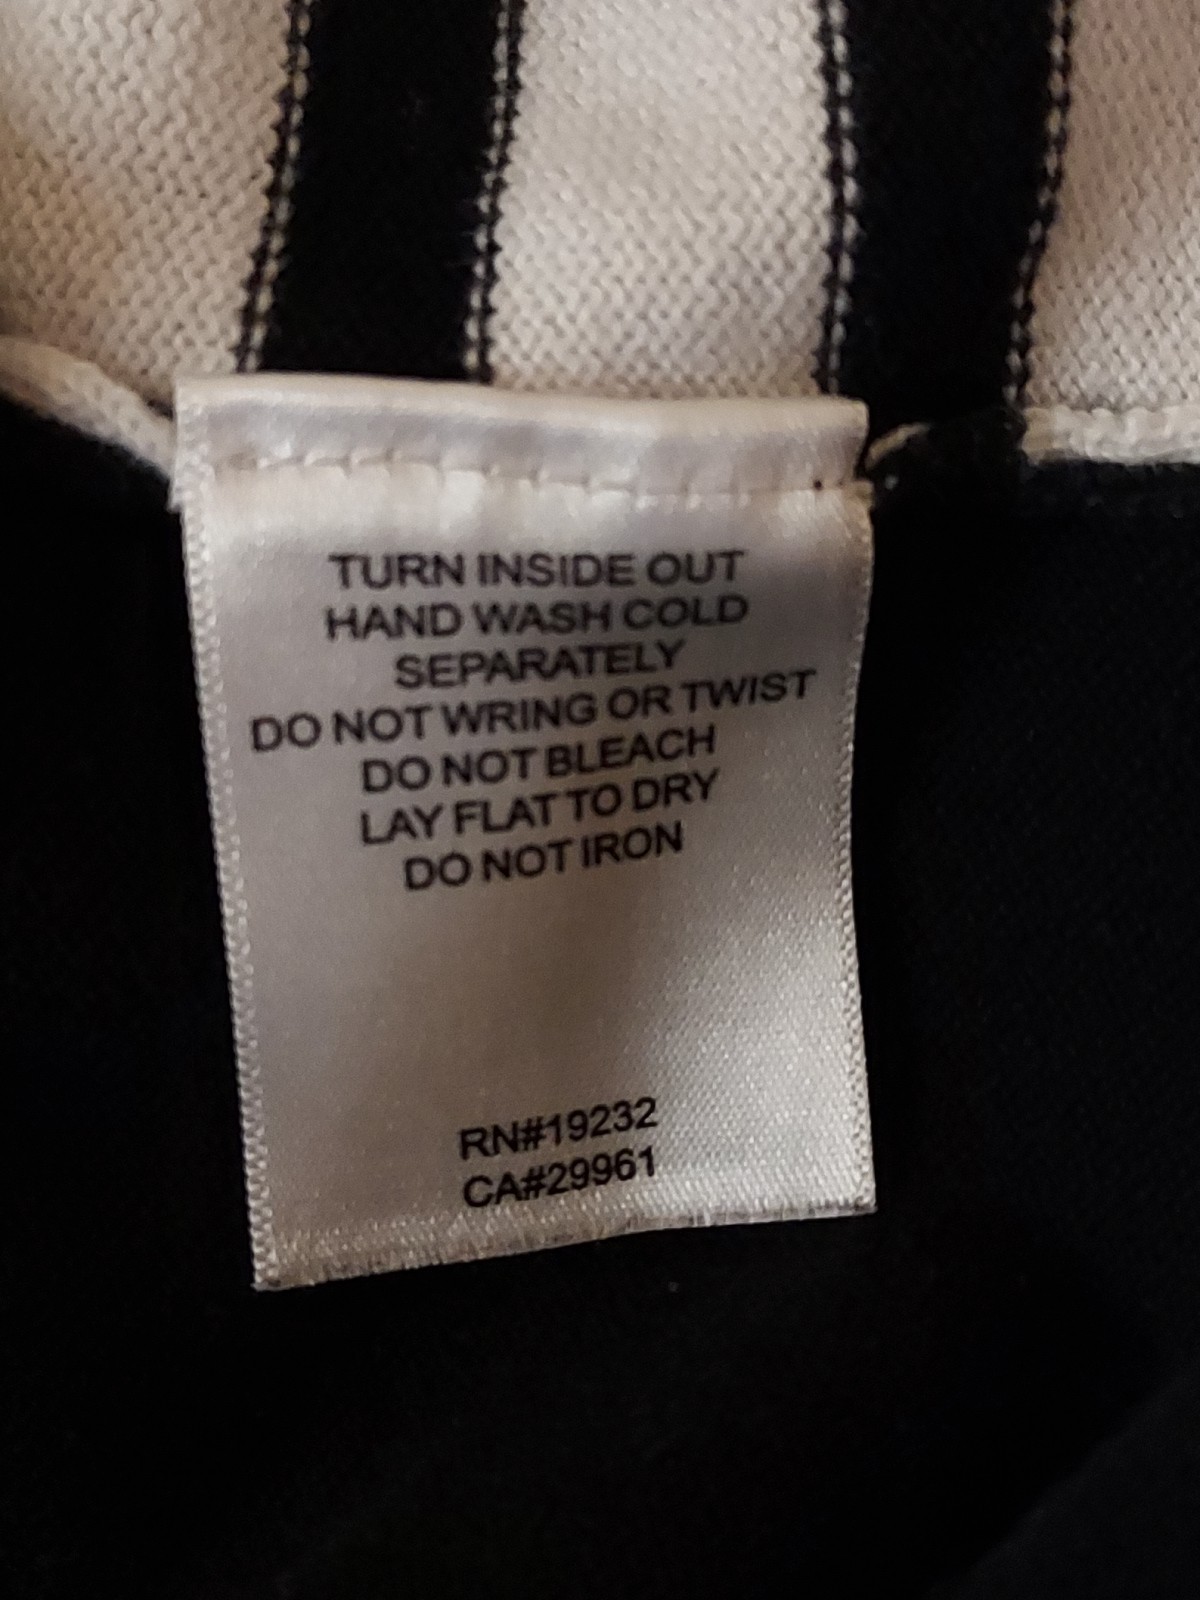 TURN INSIDE OUT
HAND WASH COLD
SEPARATELY
DO NOT WRING OR TWIST
DO NOT BLEACH
LAY FLAT TO DRY
DO NOT IRON
RN#19232
CA#29961